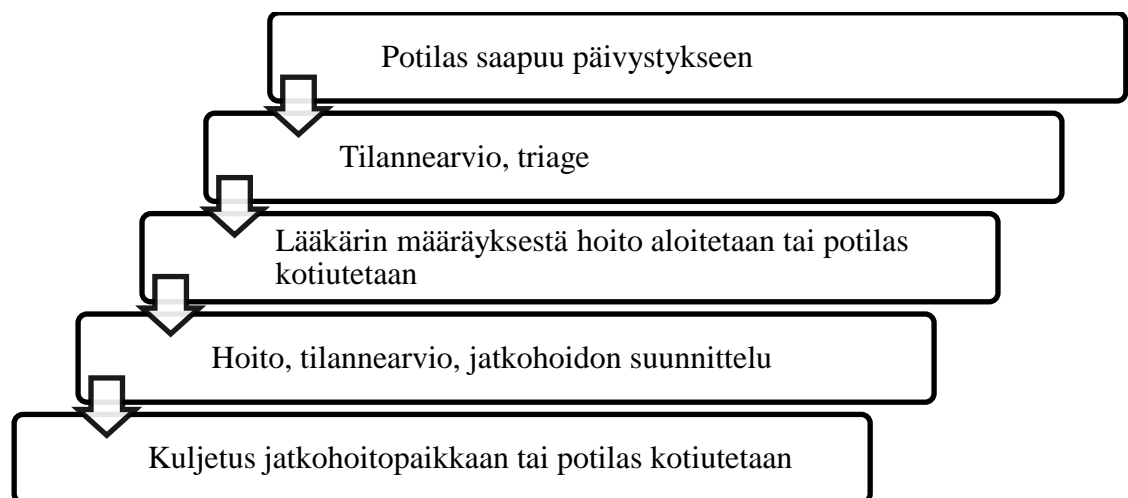 Potilas saapuu päivystykseen
Tilannearvio, triage
Lääkärin määräyksestä hoito aloitetaan tai potilas
kotiutetaan
Hoito, tilannearvio, jatkohoidon suunnittelu
Kuljetus jatkohoitopaikkaan tai potilas kotiutetaan